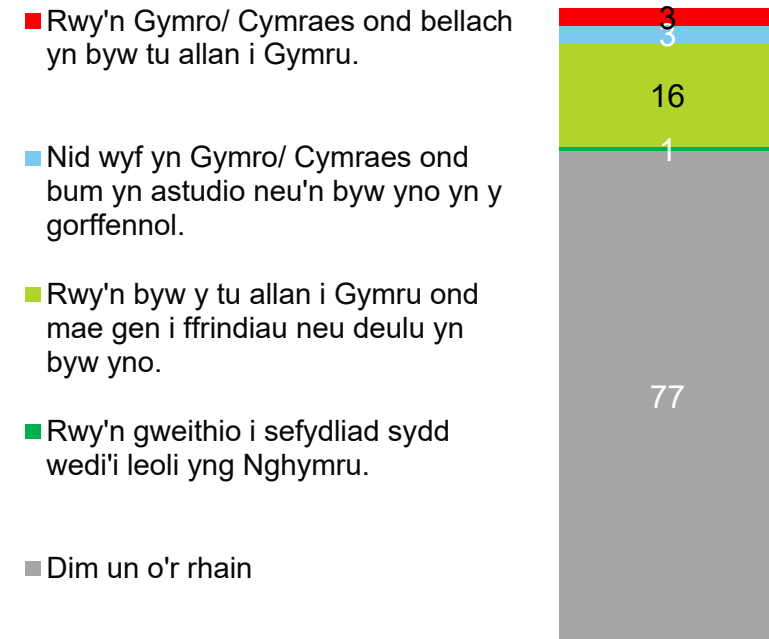 Rwy'n Gymro/ Cymraes ond bellach
yn byw tu allan i Gymru.
Nid wyf yn Gymro/ Cymraes ond
bum yn astudio neu'n byw yno yn y
gorffennol.
Rwy'n byw y tu allan i Gymru ond
mae gen i ffrindiau neu deulu yn
byw yno.
Rwy'n gweithio i sefydliad sydd
wedi'i leoli yng Nghymru.
Dim un o'r rhain
3
3
16
1
77